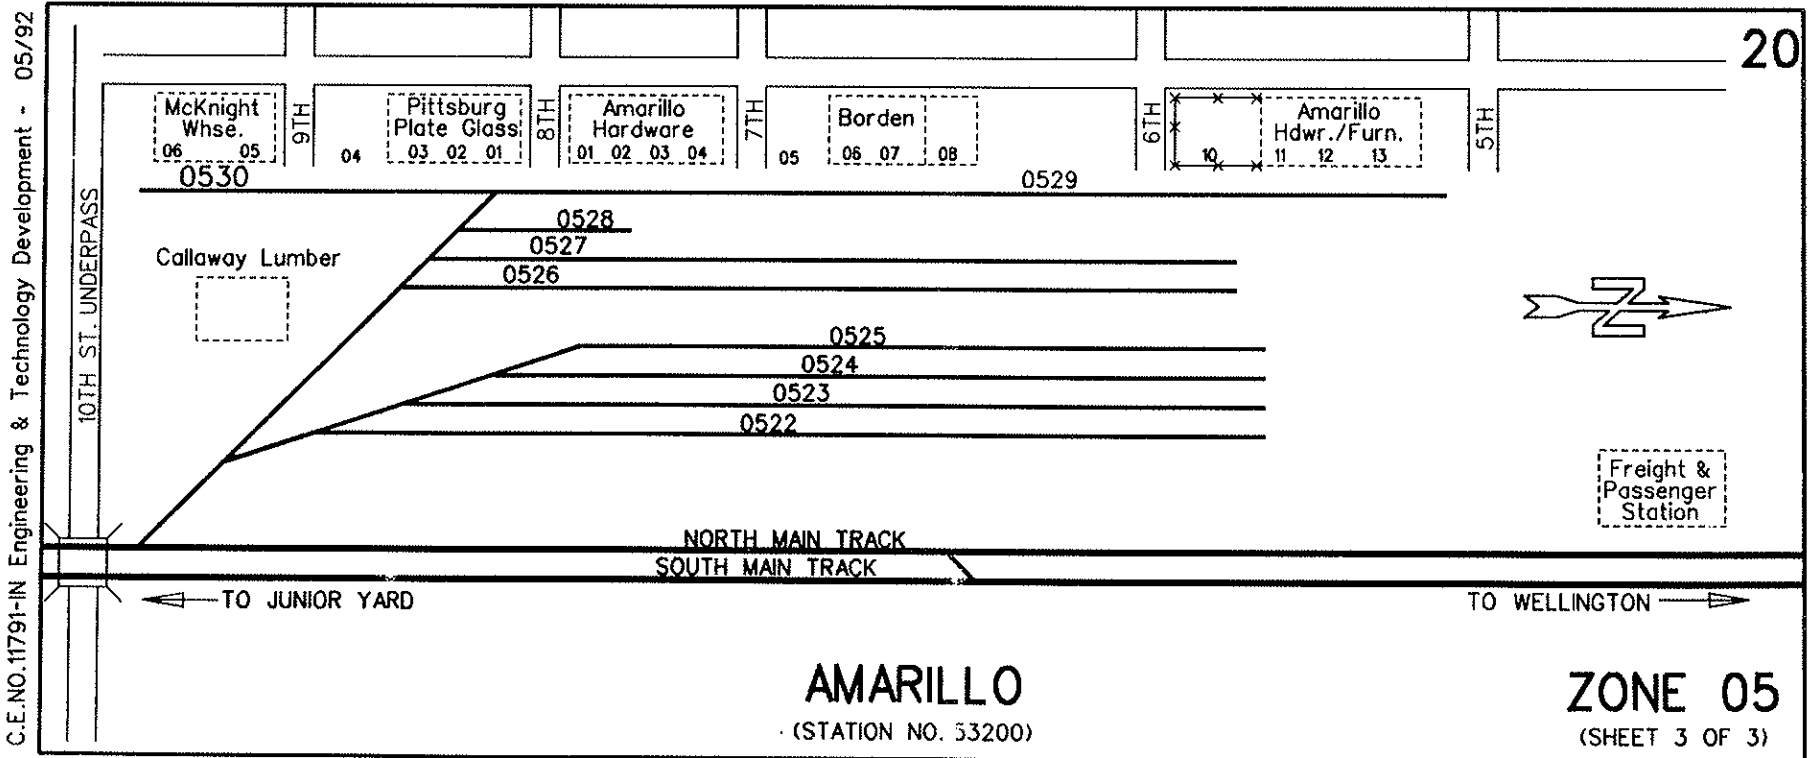 C.E.NO.11791-IN Engineering & Technology Development - 05/92
20
McKnight
Whse.
06 05
9TH
04
Pittsburg
Plate Glass
03 02 01
8TH
Amarillo
Hardware
01 02 03 04
7TH
05
Borden
06 07 08
6TH
10
Amarillo
Hdwr./Furn.
11 12 13
5TH
0530
0529
10TH ST. UNDERPASS
0528
0527
0526
Callaway Lumber
0525
0524
0523
0522
Z
Freight &
Passenger
Station
NORTH MAIN TRACK
SOUTH MAIN TRACK
TO JUNIOR YARD
TO WELLINGTON
AMARILLO
(STATION NO. 53200)
ZONE 05
(SHEET 3 OF 3)